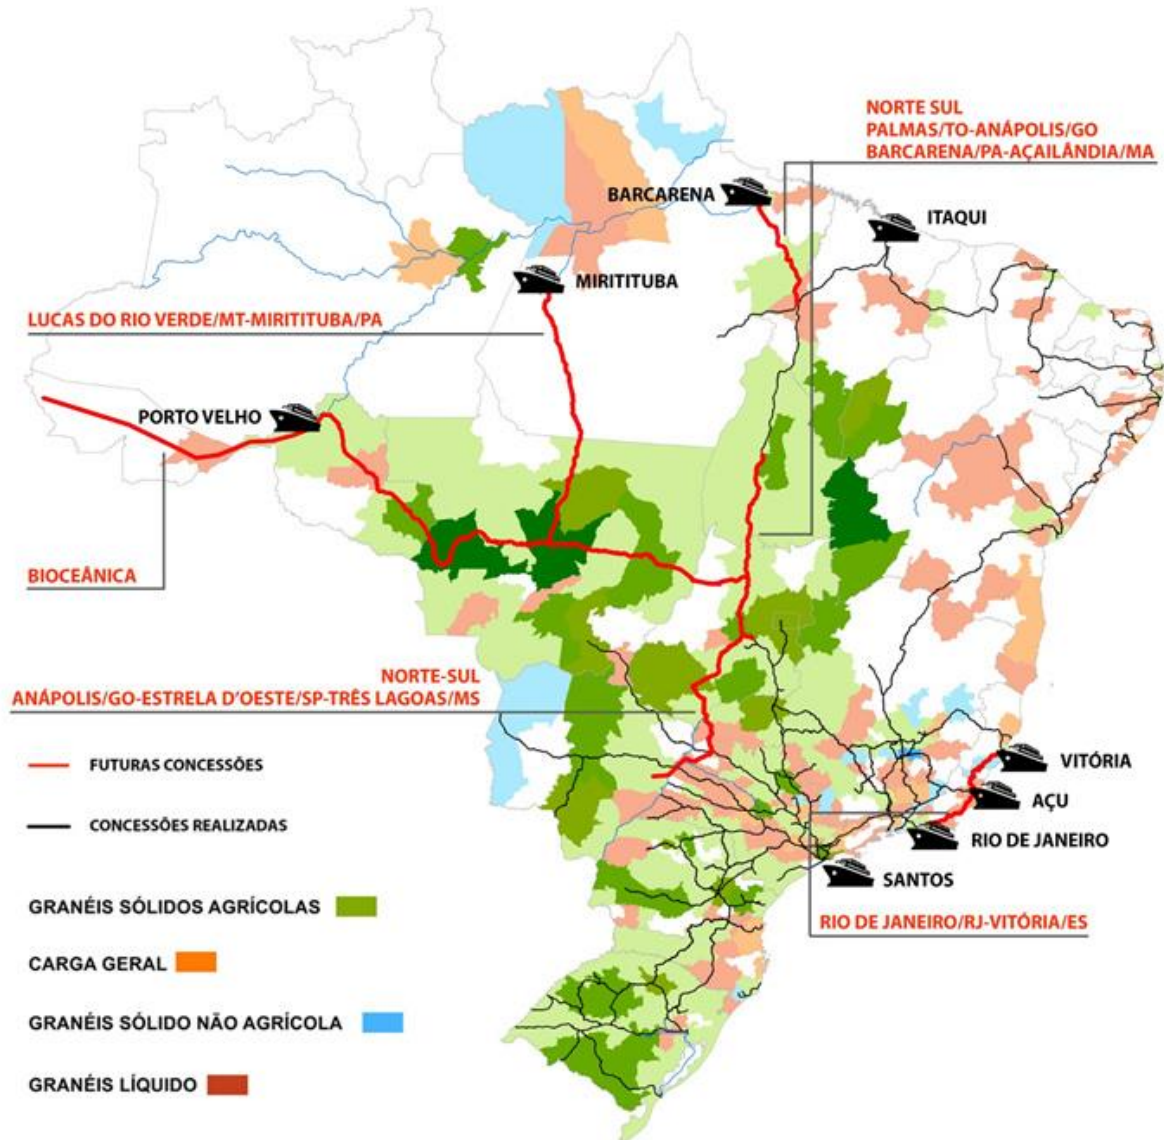 NORTE SUL
PALMAS/TO-ANÁPOLIS/GO
BARCARENA/PA-AÇAILÂNDIA/MA
BARCARENA
ITAQUI
MIRITITUBA
LUCAS DO RIO VERDE/MT-MIRITITUBA/PA
PORTO VELHO
BIOCEÂNICA
NORTE-SUL
ANÁPOLIS/GO-ESTRELA D'OESTE/SP-TRÊS LAGOAS/MS
FUTURAS CONCESSÕES
VITÓRIA
AÇU
CONCESSÕES REALIZADAS
RIO DE JANEIRO
SANTOS
GRANÉIS SÓLIDOS AGRÍCOLAS
RIO DE JANEIRO/RJ-VITÓRIA/ES
CARGA GERAL
GRANÉIS SÓLIDO NÃO AGRÍCOLA
GRANÉIS LÍQUIDO